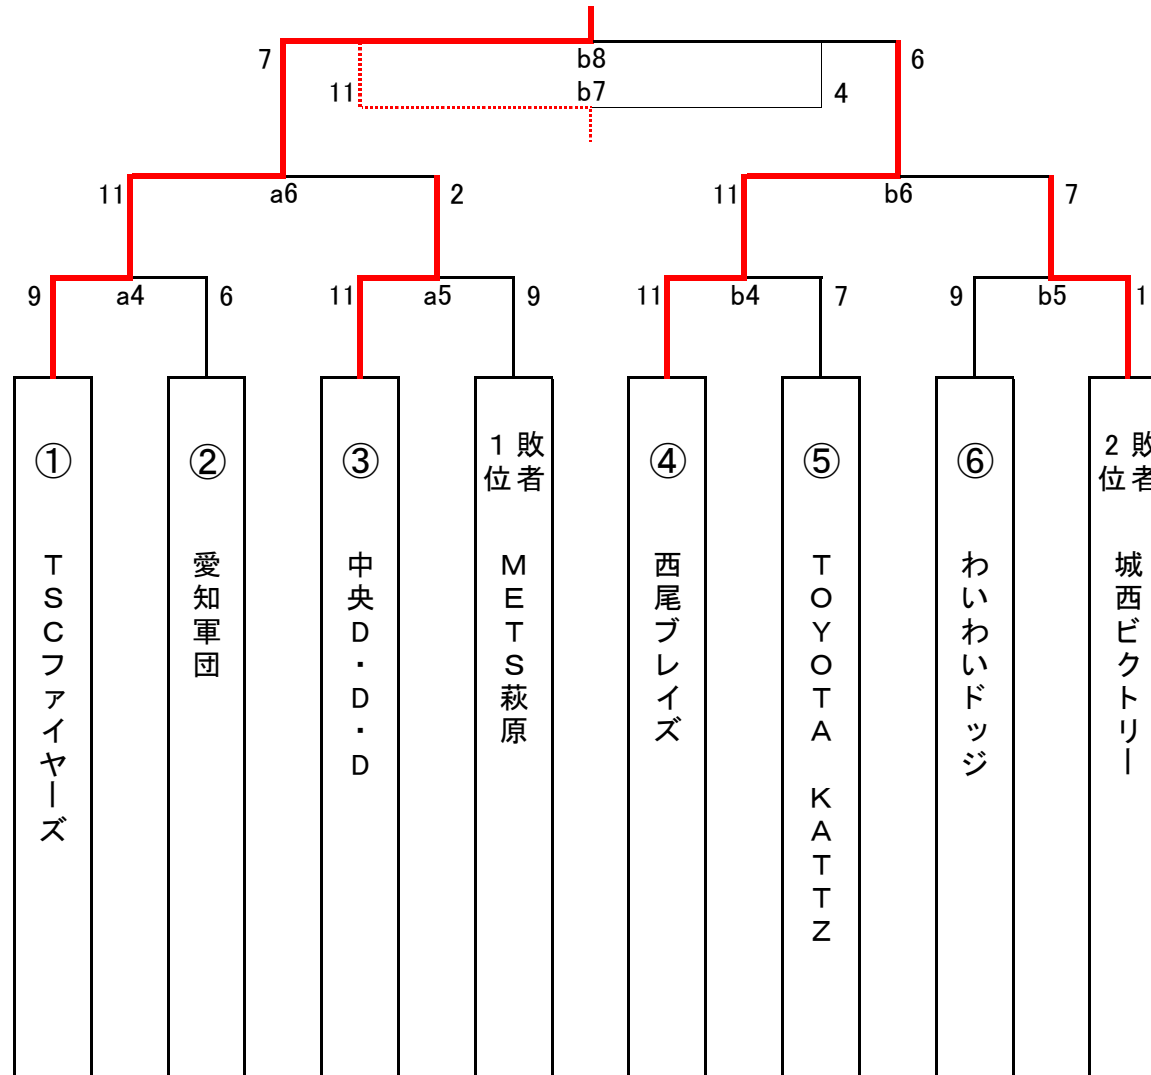 7 b8 6
11 b7 4
11 a6 2 11 b6 7
9 a4 6 11 a5 9 11 b4 7 9 b5 1
①
②
③
敗者
1位
④
⑤
⑥
敗者
2位
TSCファイヤーズ
愛知軍団
中央D・D・D
METS萩原
西尾ブレイズ
TOYOTA KATTZ
わいわいドッジ
城西ビクトリー